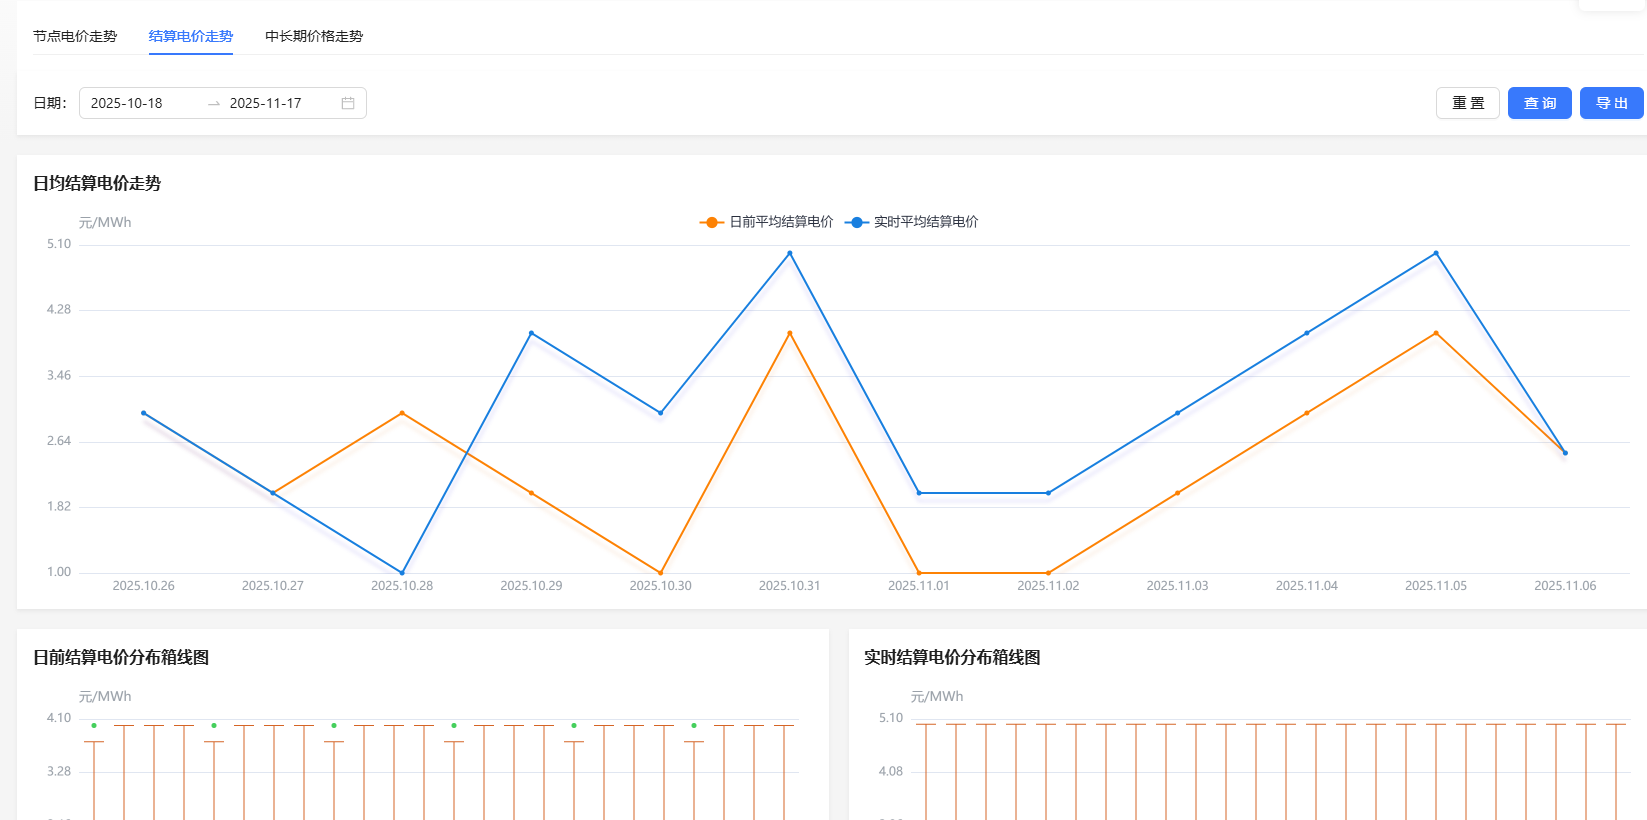 节点电价走势 结算电价走势 中长期价格走势
日期: 2025-10-18 → 2025-11-17 重置 查询 导出
日均结算电价走势
元/MWh 日前平均结算电价 实时平均结算电价
5.10
4.28
3.46
2.64
1.82
1.00
2025.10.26 2025.10.27 2025.10.28 2025.10.29 2025.10.30 2025.10.31 2025.11.01 2025.11.02 2025.11.03 2025.11.04 2025.11.05 2025.11.06
日前结算电价分布箱线图
元/MWh
4.10
3.28
实时结算电价分布箱线图
元/MWh
5.10
4.08